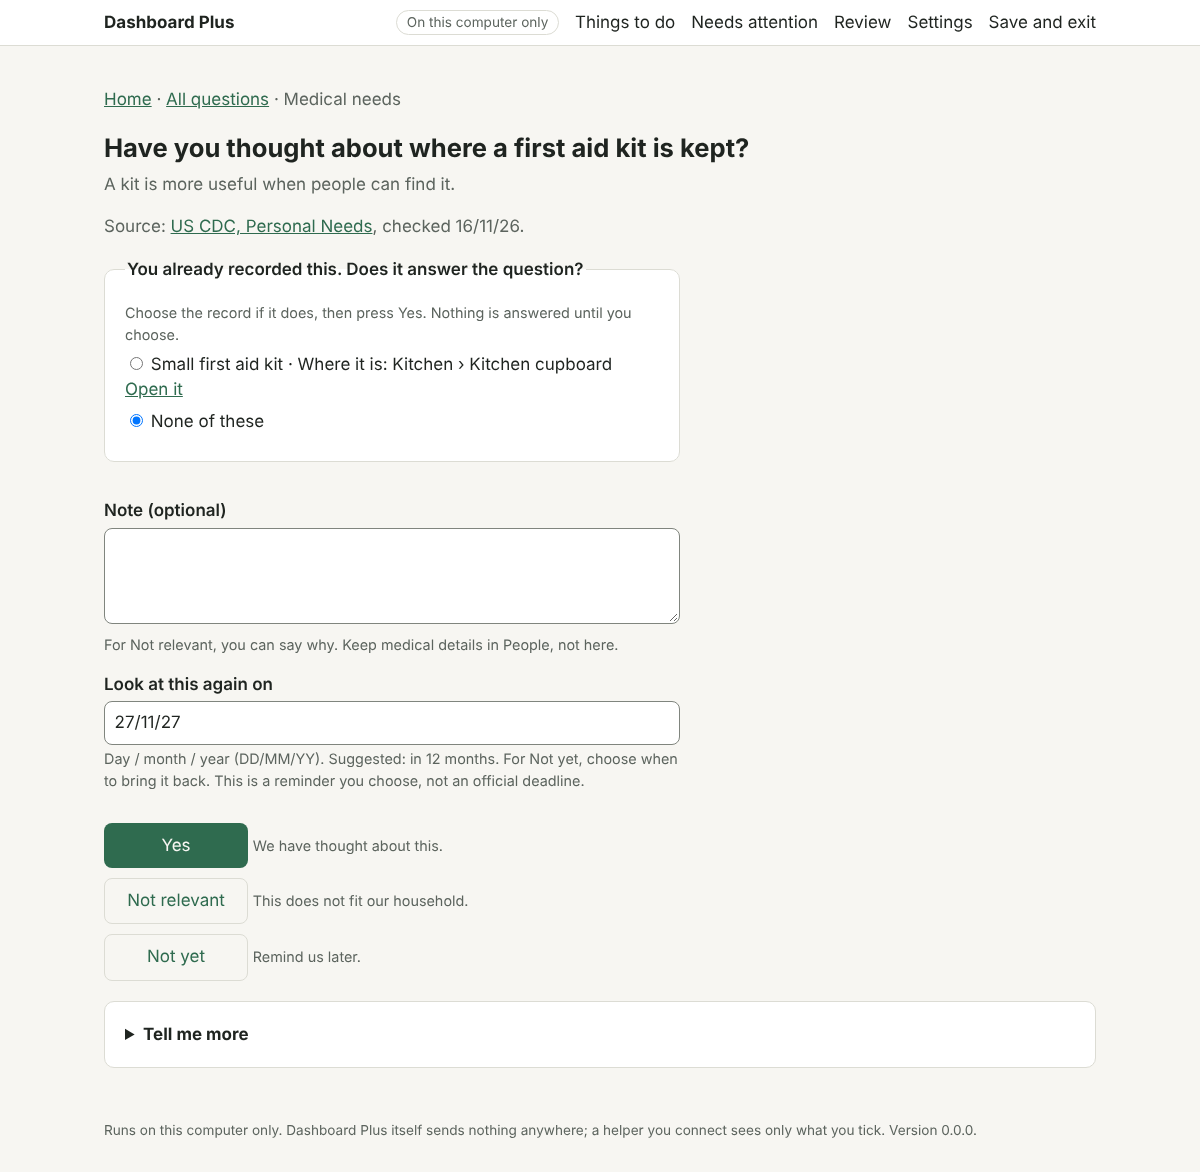 Dashboard Plus
On this computer only
Things to do
Needs attention
Review
Settings
Save and exit
Home · All questions · Medical needs
Have you thought about where a first aid kit is kept?
A kit is more useful when people can find it.
Source: US CDC, Personal Needs, checked 16/11/26.
You already recorded this. Does it answer the question?
Choose the record if it does, then press Yes. Nothing is answered until you
choose.
Small first aid kit · Where it is: Kitchen › Kitchen cupboard
Open it
None of these
Note (optional)
For Not relevant, you can say why. Keep medical details in People, not here.
Look at this again on
27/11/27
Day / month / year (DD/MM/YY). Suggested: in 12 months. For Not yet, choose when
to bring it back. This is a reminder you choose, not an official deadline.
Yes
We have thought about this.
Not relevant
This does not fit our household.
Not yet
Remind us later.
Tell me more
Runs on this computer only. Dashboard Plus itself sends nothing anywhere; a helper you connect sees only what you tick. Version 0.0.0.